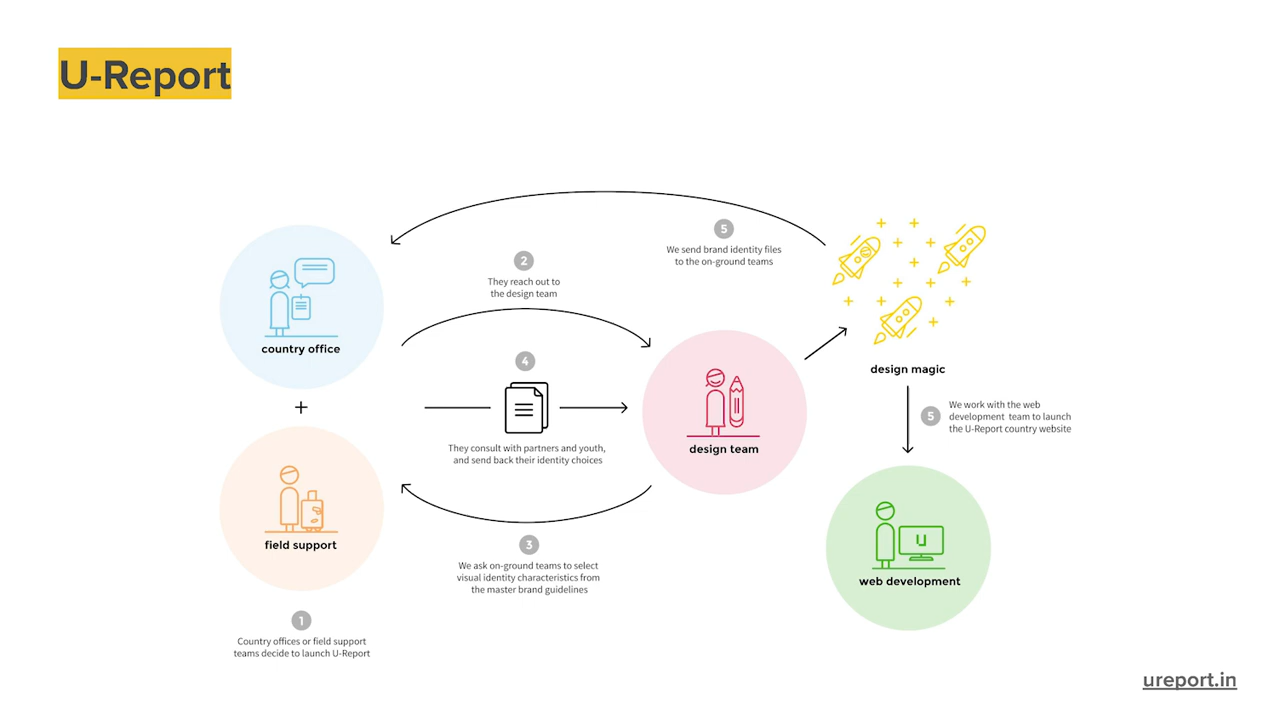 U-Report
5
We send brand identity files
to the on-ground teams
2
They reach out to
the design team
country office
4
They consult with partners and youth,
and send back their identity choices
design team
design magic
5
We work with the web
development team to launch
the U-Report country website
+
field support
3
We ask on-ground teams to select
visual identity characteristics from
the master brand guidelines
u
web development
1
Country offices or field support
teams decide to launch U-Report
ureport.in